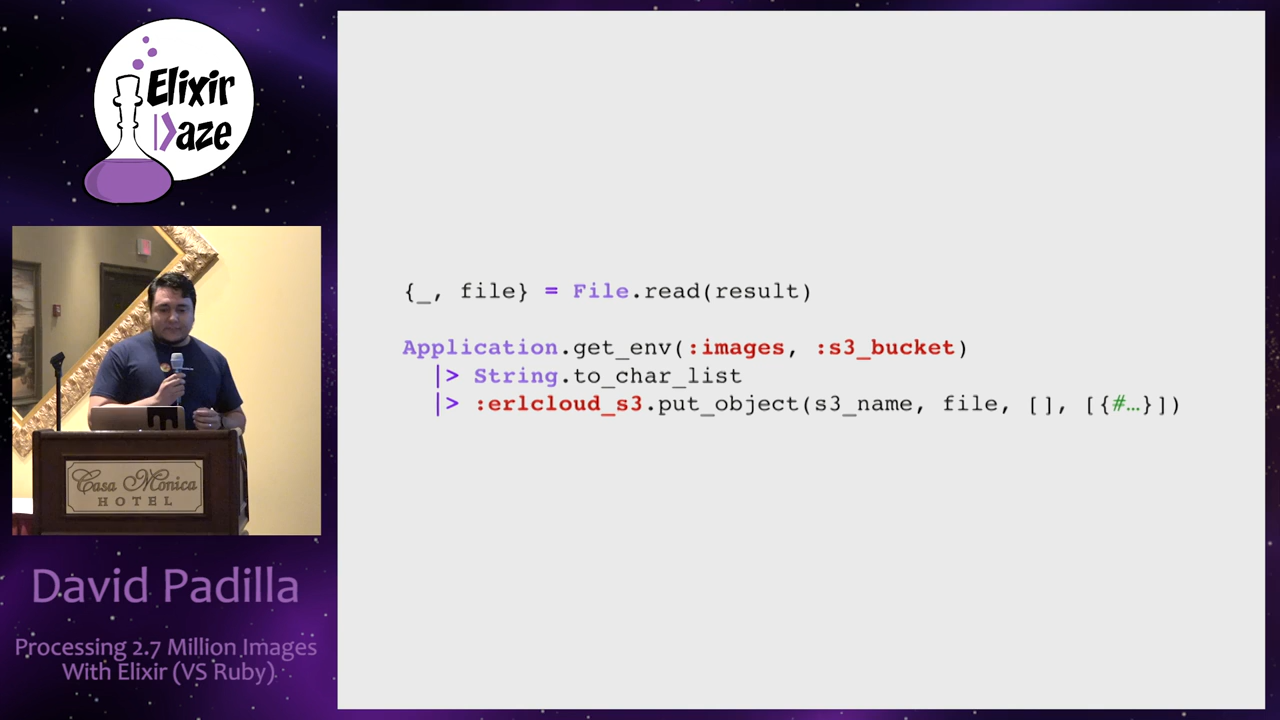 Elixir
|>aze
Casa Monica
HOTEL
David Padilla
Processing 2.7 Million Images
With Elixir (VS Ruby)
{_, file} = File.read(result)
Application.get_env(:images, :s3_bucket)
|> String.to_char_list
|> :erlcloud_s3.put_object(s3_name, file, [], [{#…}])